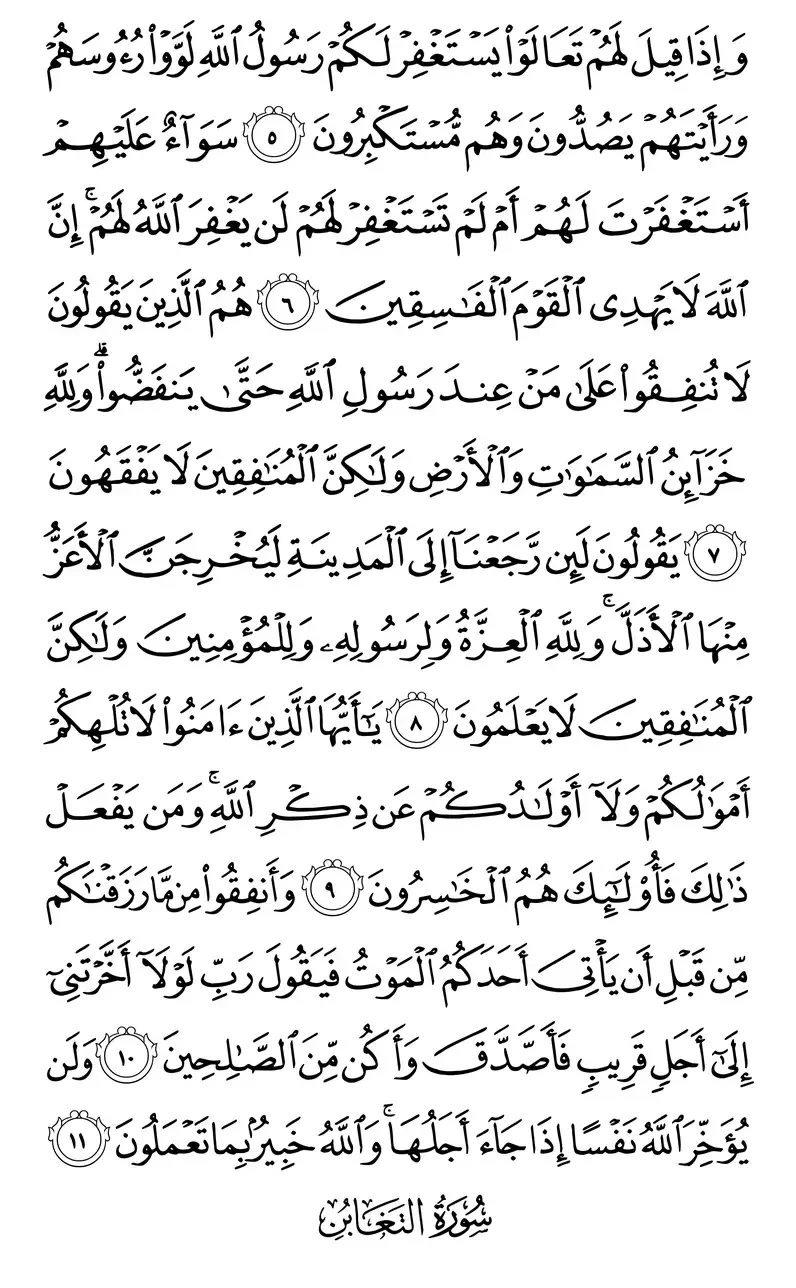 وَإِذَا قِيلَ لَهُمْ تَعَالَوْا۟ يَسْتَغْفِرْ لَكُمْ رَسُولُ ٱللَّهِ لَوَّوْا۟ رُءُوسَهُمْ
وَرَأَيْتَهُمْ يَصُدُّونَ وَهُم مُّسْتَكْبِرُونَ ٥ سَوَآءٌ عَلَيْهِمْ
أَسْتَغْفَرْتَ لَهُمْ أَمْ لَمْ تَسْتَغْفِرْ لَهُمْ لَن يَغْفِرَ ٱللَّهُ لَهُمْ ۚ إِنَّ
ٱللَّهَ لَا يَهْدِى ٱلْقَوْمَ ٱلْفَـٰسِقِينَ ٦ هُمُ ٱلَّذِينَ يَقُولُونَ
لَا تُنفِقُوا۟ عَلَىٰ مَنْ عِندَ رَسُولِ ٱللَّهِ حَتَّىٰ يَنفَضُّوا۟ ۗ وَلِلَّهِ
خَزَآئِنُ ٱلسَّمَـٰوَٰتِ وَٱلْأَرْضِ وَلَـٰكِنَّ ٱلْمُنَـٰفِقِينَ لَا يَفْقَهُونَ
٧ يَقُولُونَ لَئِن رَّجَعْنَآ إِلَى ٱلْمَدِينَةِ لَيُخْرِجَنَّ ٱلْأَعَزُّ
مِنْهَا ٱلْأَذَلَّ ۚ وَلِلَّهِ ٱلْعِزَّةُ وَلِرَسُولِهِۦ وَلِلْمُؤْمِنِينَ وَلَـٰكِنَّ
ٱلْمُنَـٰفِقِينَ لَا يَعْلَمُونَ ٨ يَـٰٓأَيُّهَا ٱلَّذِينَ ءَامَنُوا۟ لَا تُلْهِكُمْ
أَمْوَٰلُكُمْ وَلَآ أَوْلَـٰدُكُمْ عَن ذِكْرِ ٱللَّهِ ۚ وَمَن يَفْعَلْ
ذَٰلِكَ فَأُو۟لَـٰٓئِكَ هُمُ ٱلْخَـٰسِرُونَ ٩ وَأَنفِقُوا۟ مِن مَّا رَزَقْنَـٰكُم
مِّن قَبْلِ أَن يَأْتِىَ أَحَدَكُمُ ٱلْمَوْتُ فَيَقُولَ رَبِّ لَوْلَآ أَخَّرْتَنِىٓ
إِلَىٰٓ أَجَلٍ قَرِيبٍ فَأَصَّدَّقَ وَأَكُن مِّنَ ٱلصَّـٰلِحِينَ ١٠ وَلَن
يُؤَخِّرَ ٱللَّهُ نَفْسًا إِذَا جَآءَ أَجَلُهَا ۚ وَٱللَّهُ خَبِيرٌۢ بِمَا تَعْمَلُونَ ١١
سُورَةُ التَّغَابُنِ